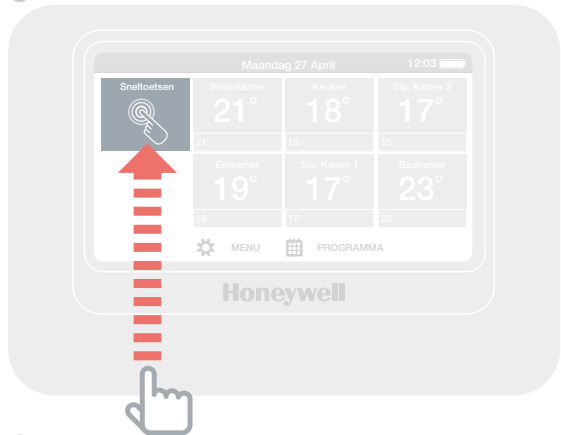 Maandag 27 April 12:03
Sneltoetsen Woonkamer Keuken Slp. Kamer 2
21° 18° 17°
21° 18° 16°
Eetkamer Slp. Kamer 1 Badkamer
19° 17° 23°
18° 17° 23°
MENU PROGRAMMA
Honeywell